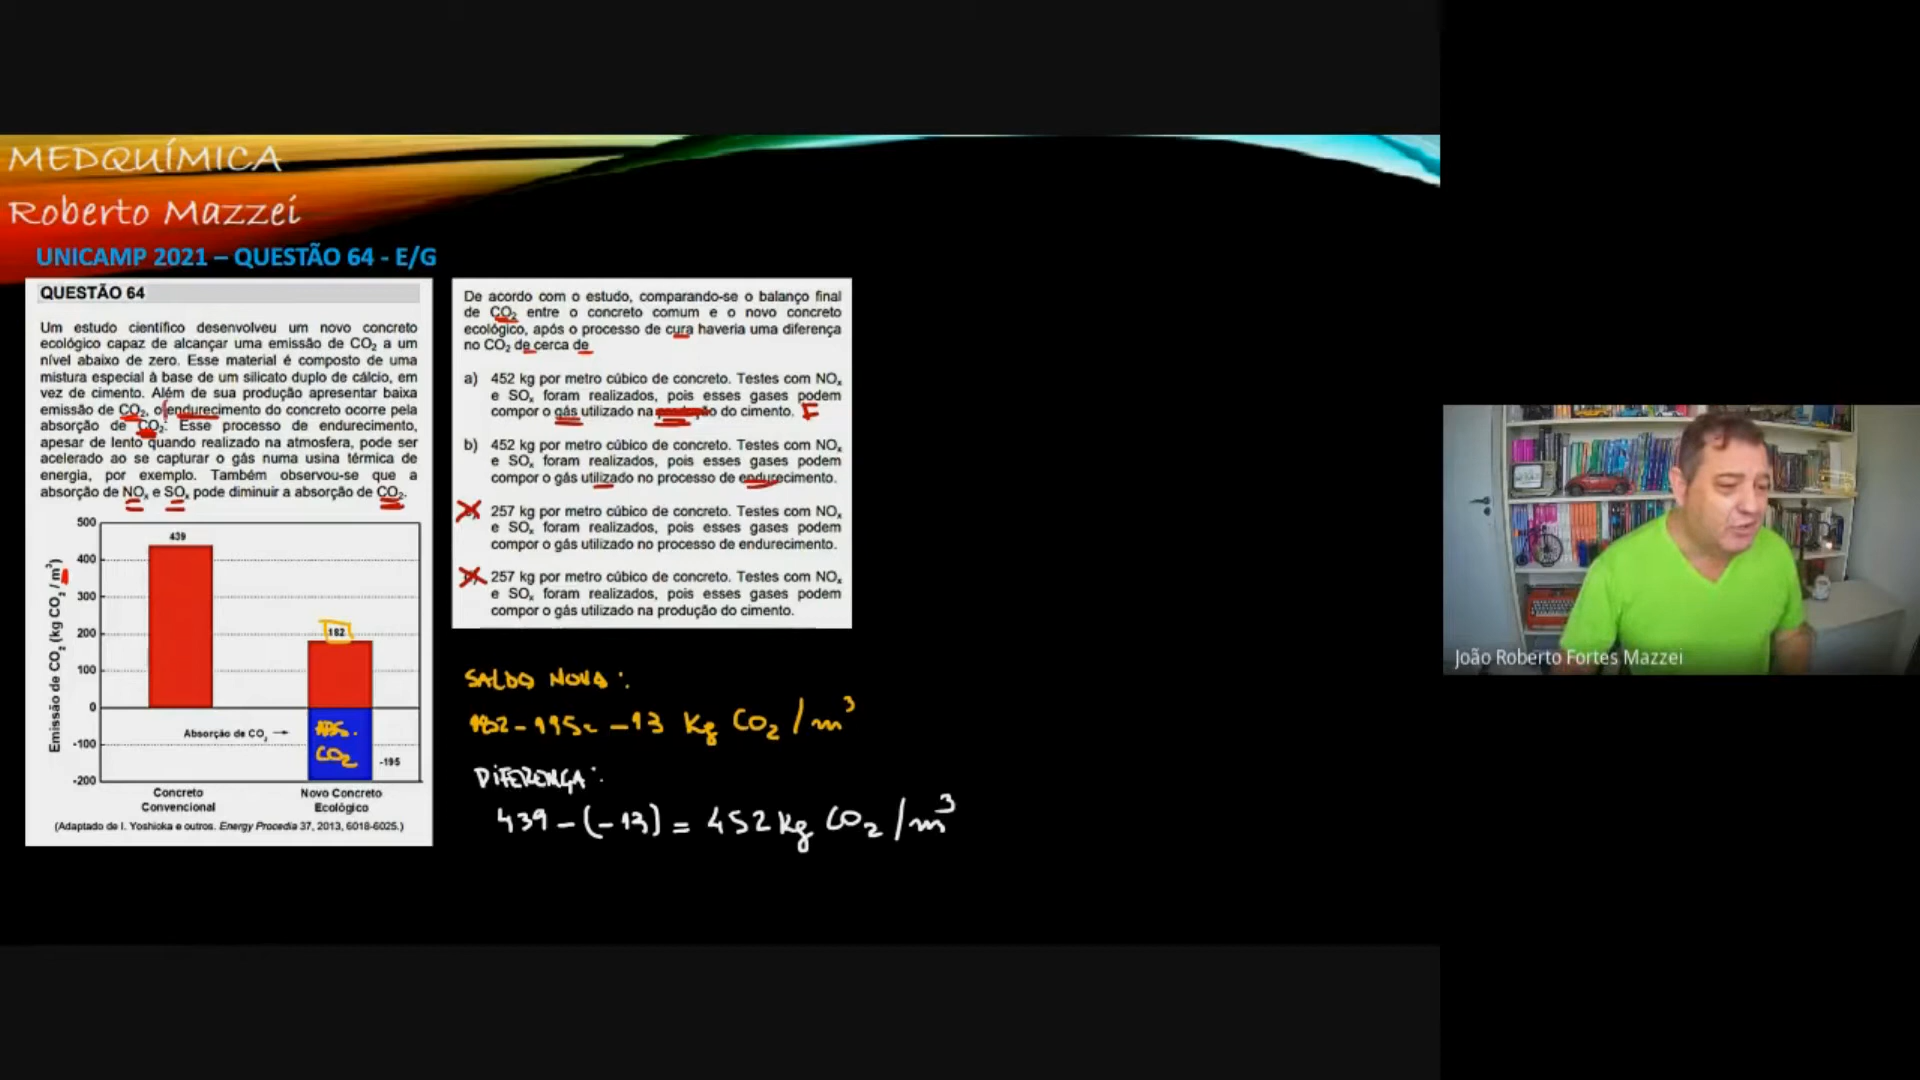 MEDQUÍMICA
Roberto Mazzei
UNICAMP 2021 – QUESTÃO 64 - E/G
QUESTÃO 64
Um estudo científico desenvolveu um novo concreto
ecológico capaz de alcançar uma emissão de CO₂ a um
nível abaixo de zero. Esse material é composto de uma
mistura especial à base de um silicato duplo de cálcio, em
vez de cimento. Além de sua produção apresentar baixa
emissão de CO₂, o endurecimento do concreto ocorre pela
absorção de CO₂. Esse processo de endurecimento,
apesar de lento quando realizado na atmosfera, pode ser
acelerado ao se capturar o gás numa usina térmica de
energia, por exemplo. Também observou-se que a
absorção de NOₓ e SOₓ pode diminuir a absorção de CO₂.
Emissão de CO₂ (kg CO₂ / m³)
500
400
300
200
100
0
-100
-200
439
182
Absorção de CO₂ →
ABS.
CO₂
-195
Concreto
Convencional
Novo Concreto
Ecológico
(Adaptado de I. Yoshioka e outros. Energy Procedia 37, 2013, 6018-6025.)
De acordo com o estudo, comparando-se o balanço final
de CO₂ entre o concreto comum e o novo concreto
ecológico, após o processo de cura haveria uma diferença
no CO₂ de cerca de
a) 452 kg por metro cúbico de concreto. Testes com NOₓ
e SOₓ foram realizados, pois esses gases podem
compor o gás utilizado na produção do cimento. F
b) 452 kg por metro cúbico de concreto. Testes com NOₓ
e SOₓ foram realizados, pois esses gases podem
compor o gás utilizado no processo de endurecimento.
257 kg por metro cúbico de concreto. Testes com NOₓ
e SOₓ foram realizados, pois esses gases podem
compor o gás utilizado no processo de endurecimento.
257 kg por metro cúbico de concreto. Testes com NOₓ
e SOₓ foram realizados, pois esses gases podem
compor o gás utilizado na produção do cimento.
SALDO NOVO:
182 - 195 = -13 Kg CO₂ / m³
DIFERENÇA:
439 - (-13) = 452 kg CO₂ / m³
João Roberto Fortes Mazzei